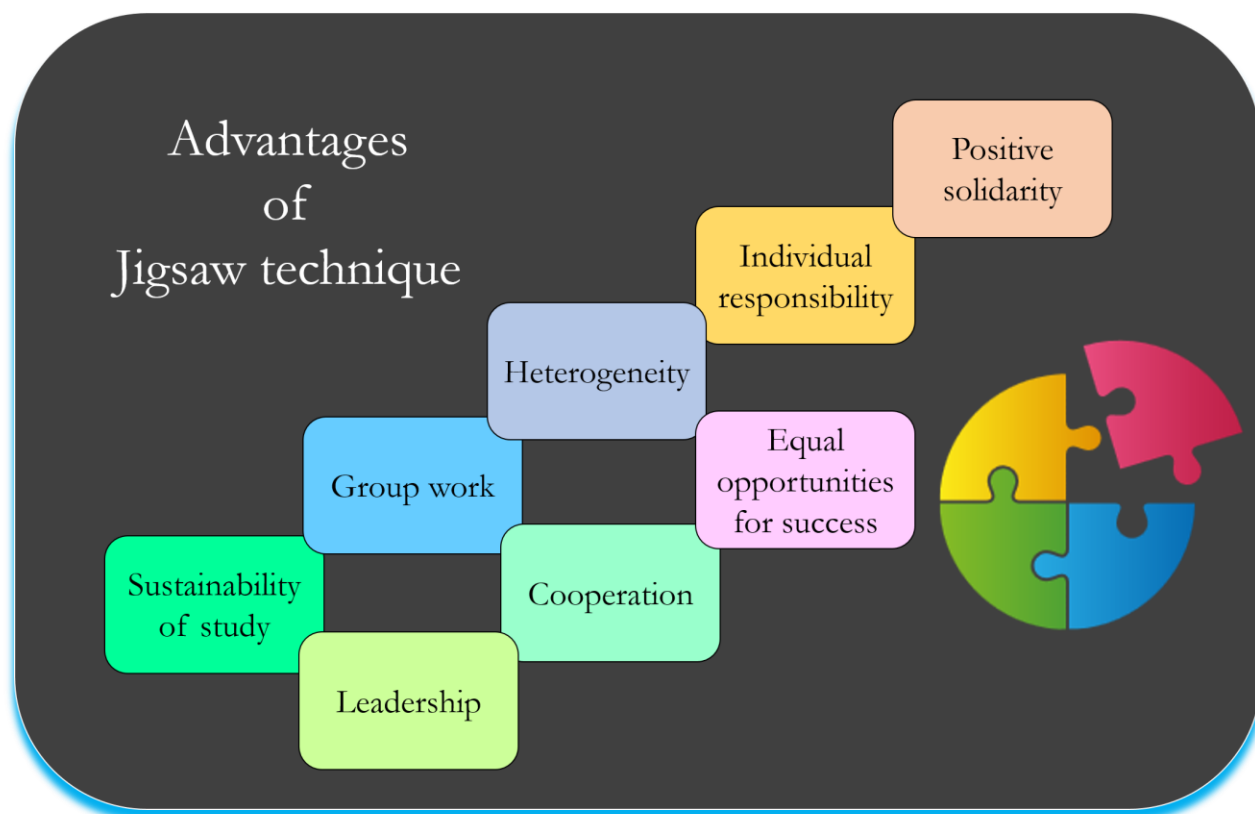 Advantages
of
Jigsaw technique
Positive
solidarity
Individual
responsibility
Heterogeneity
Equal
opportunities
for success
Group work
Cooperation
Sustainability
of study
Leadership